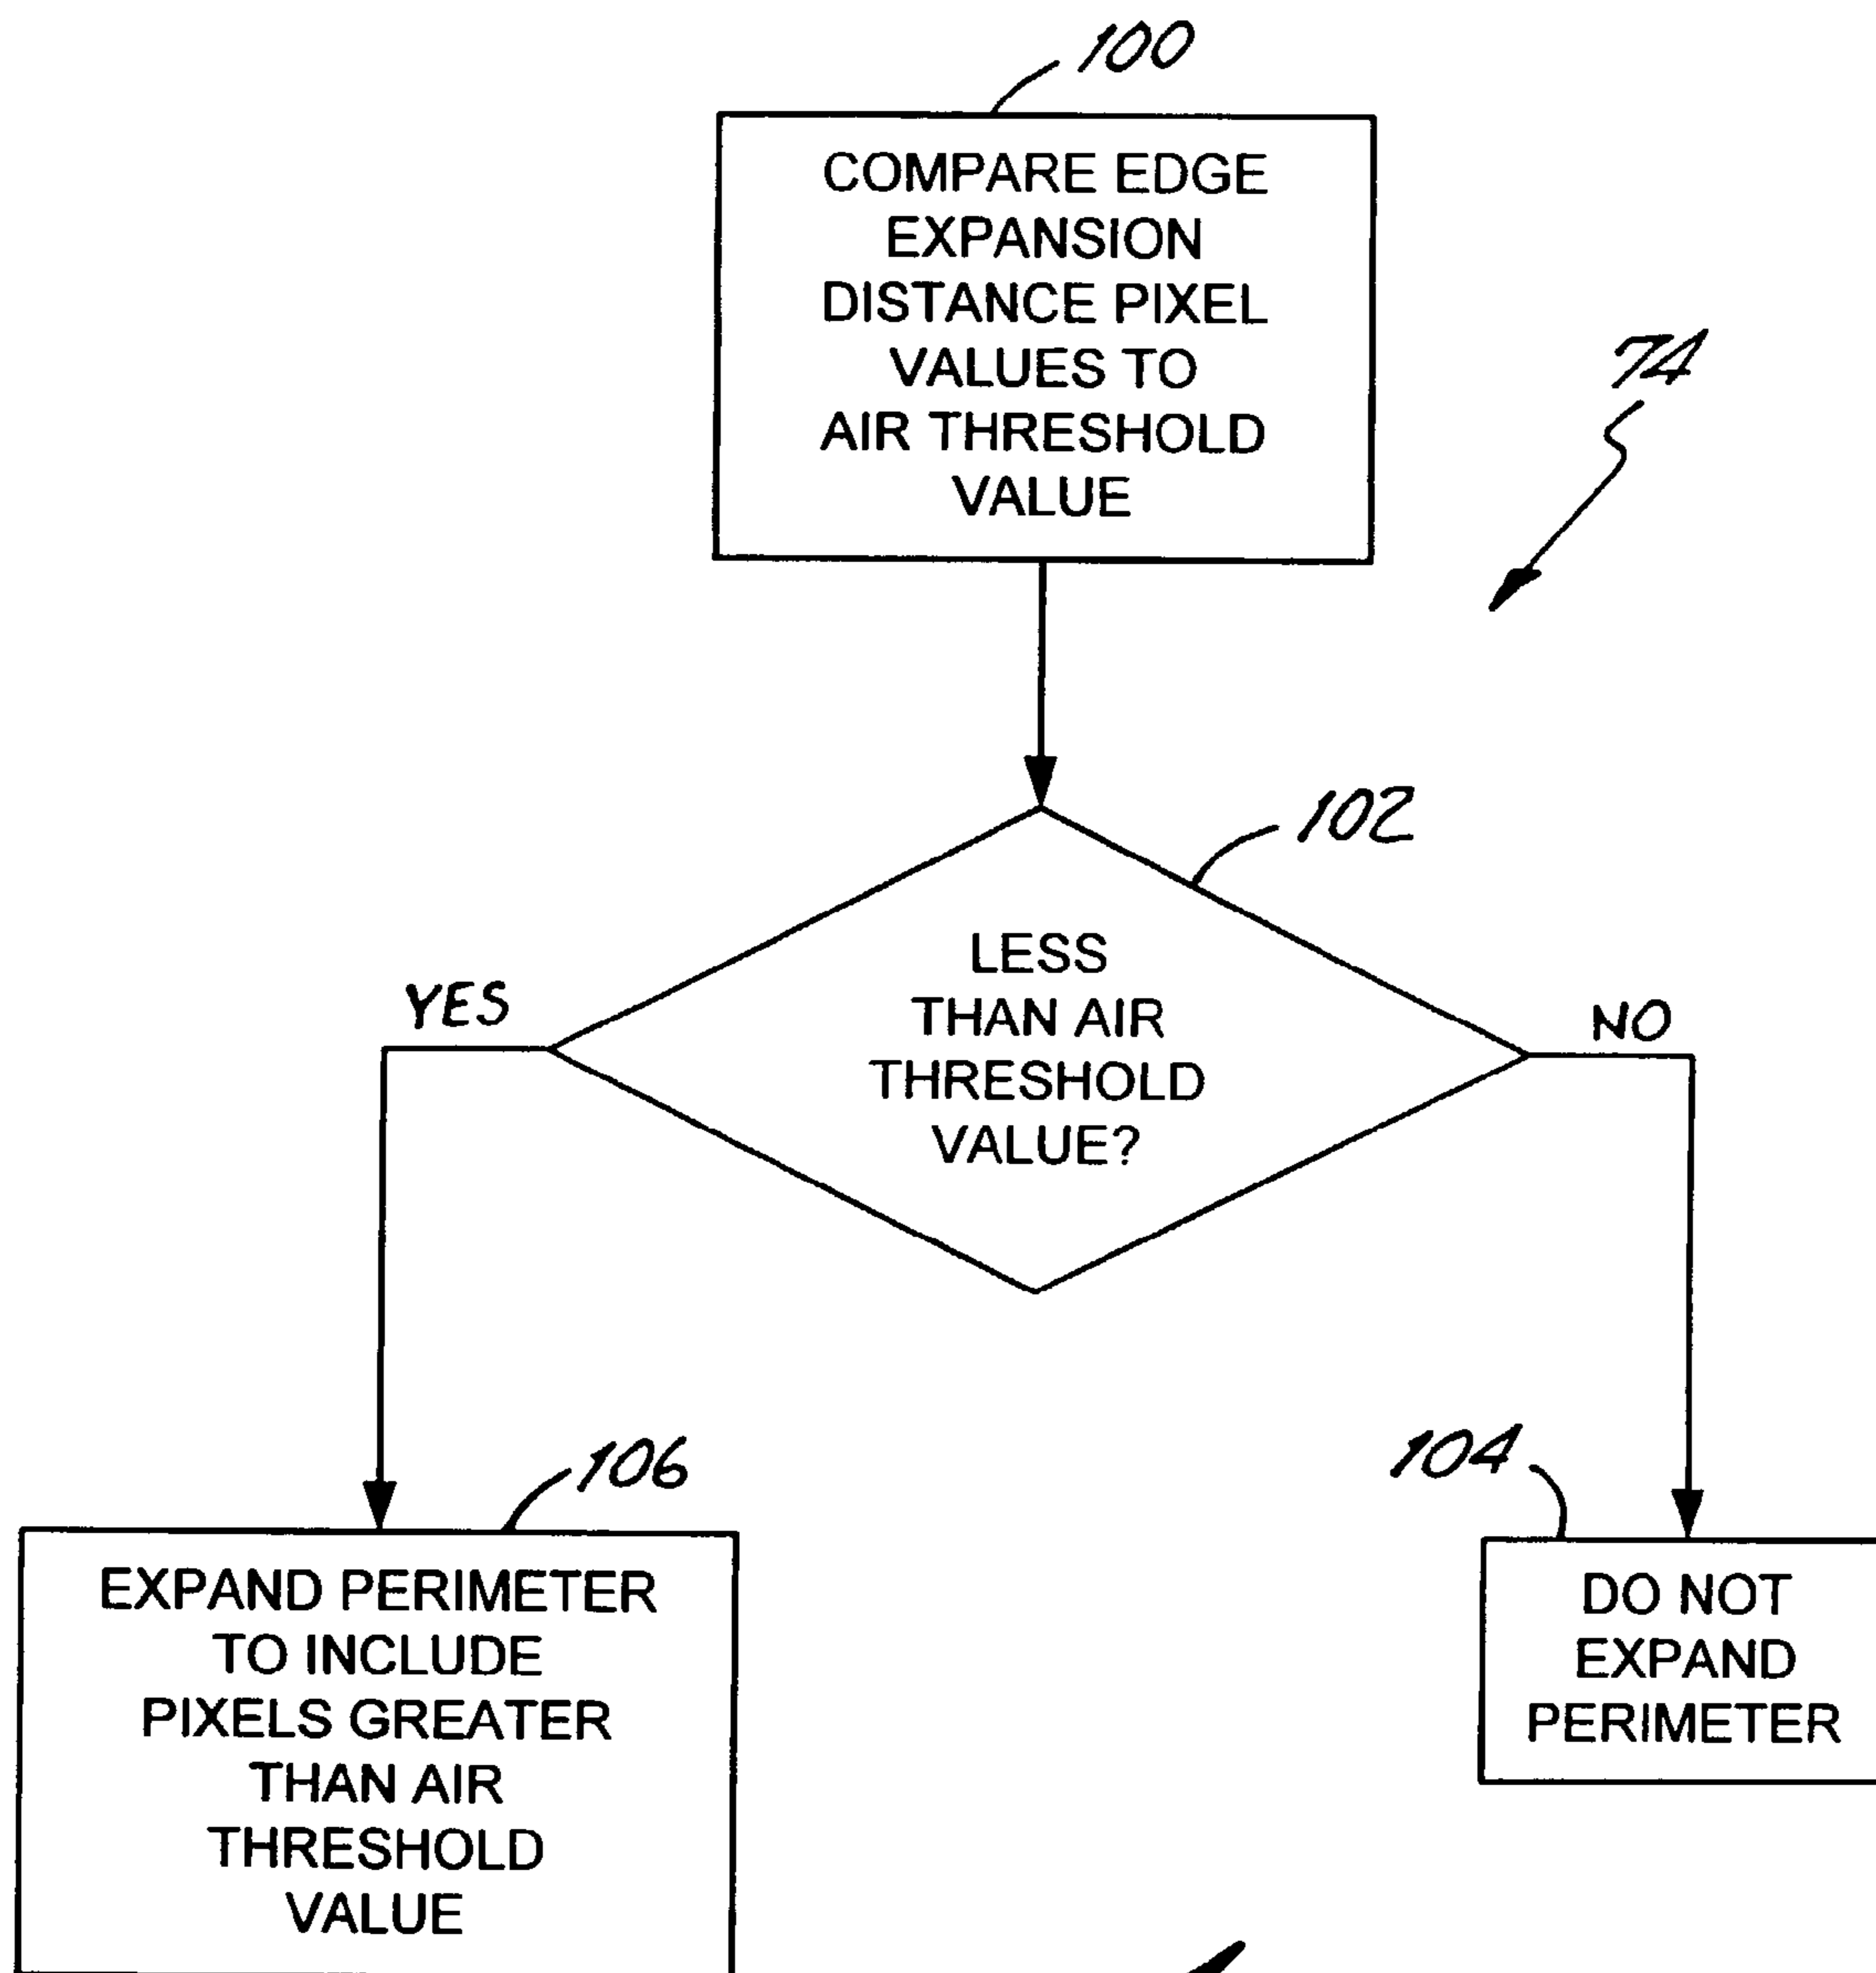 100
COMPARE EDGE
EXPANSION
DISTANCE PIXEL
VALUES TO
AIR THRESHOLD
VALUE
74
102
LESS
THAN AIR
THRESHOLD
VALUE?
YES
NO
106
EXPAND PERIMETER
TO INCLUDE
PIXELS GREATER
THAN AIR
THRESHOLD
VALUE
104
DO NOT
EXPAND
PERIMETER